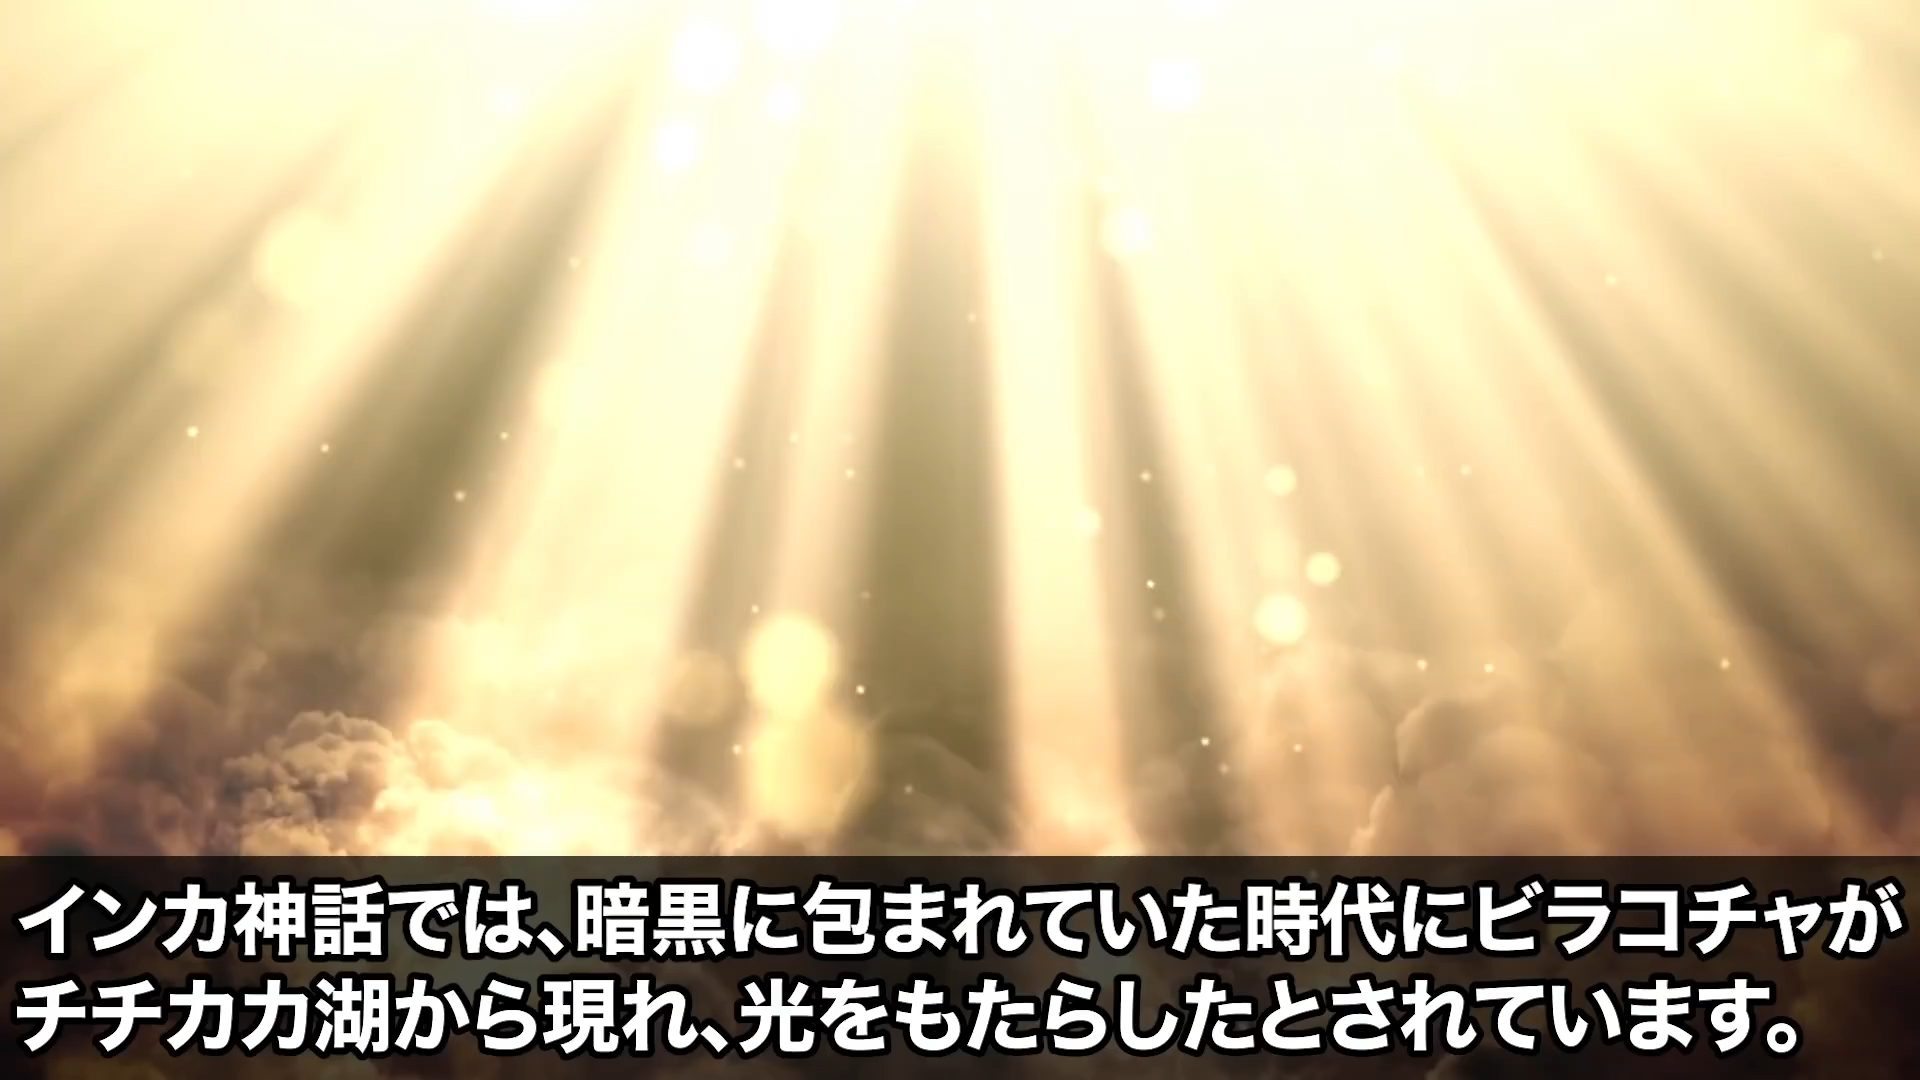 インカ神話では、暗黒に包まれていた時代にビラコチャが
チチカカ湖から現れ、光をもたらしたとされています。